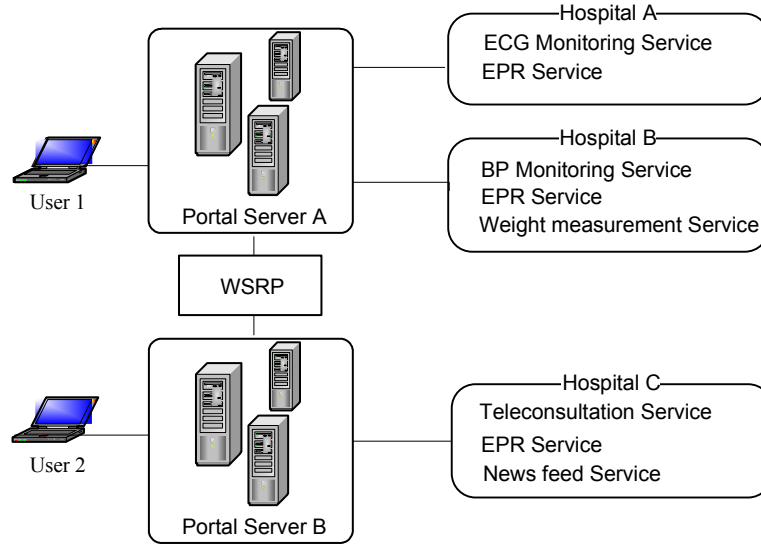 Hospital A
ECG Monitoring Service
EPR Service
Hospital B
BP Monitoring Service
EPR Service
Weight measurement Service
User 1
Portal Server A
WSRP
Hospital C
Teleconsultation Service
EPR Service
News feed Service
User 2
Portal Server B